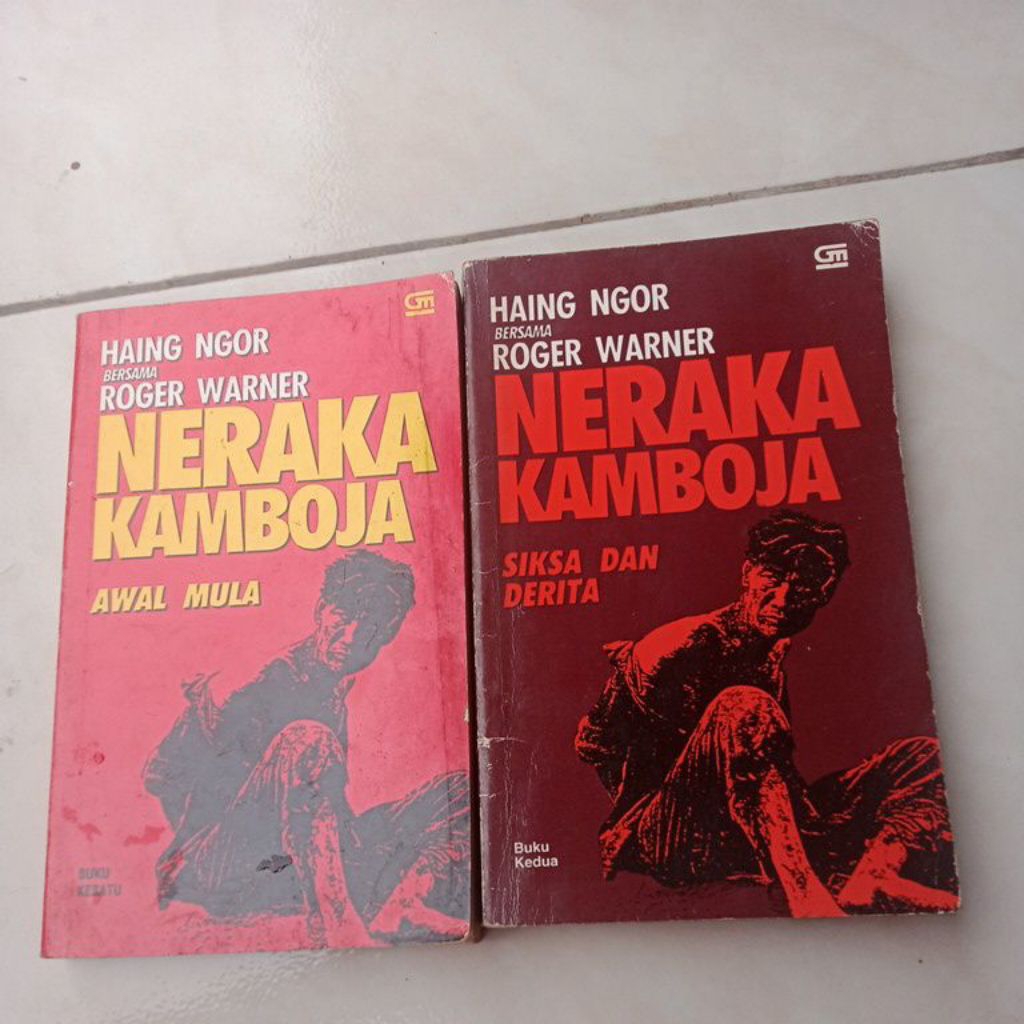 HAING NGOR
BERSAMA
ROGER WARNER
NERAKA
KAMBOJA
AWAL MULA
BUKU
KESATU
GM
HAING NGOR
BERSAMA
ROGER WARNER
NERAKA
KAMBOJA
SIKSA DAN
DERITA
Buku
Kedua
GM